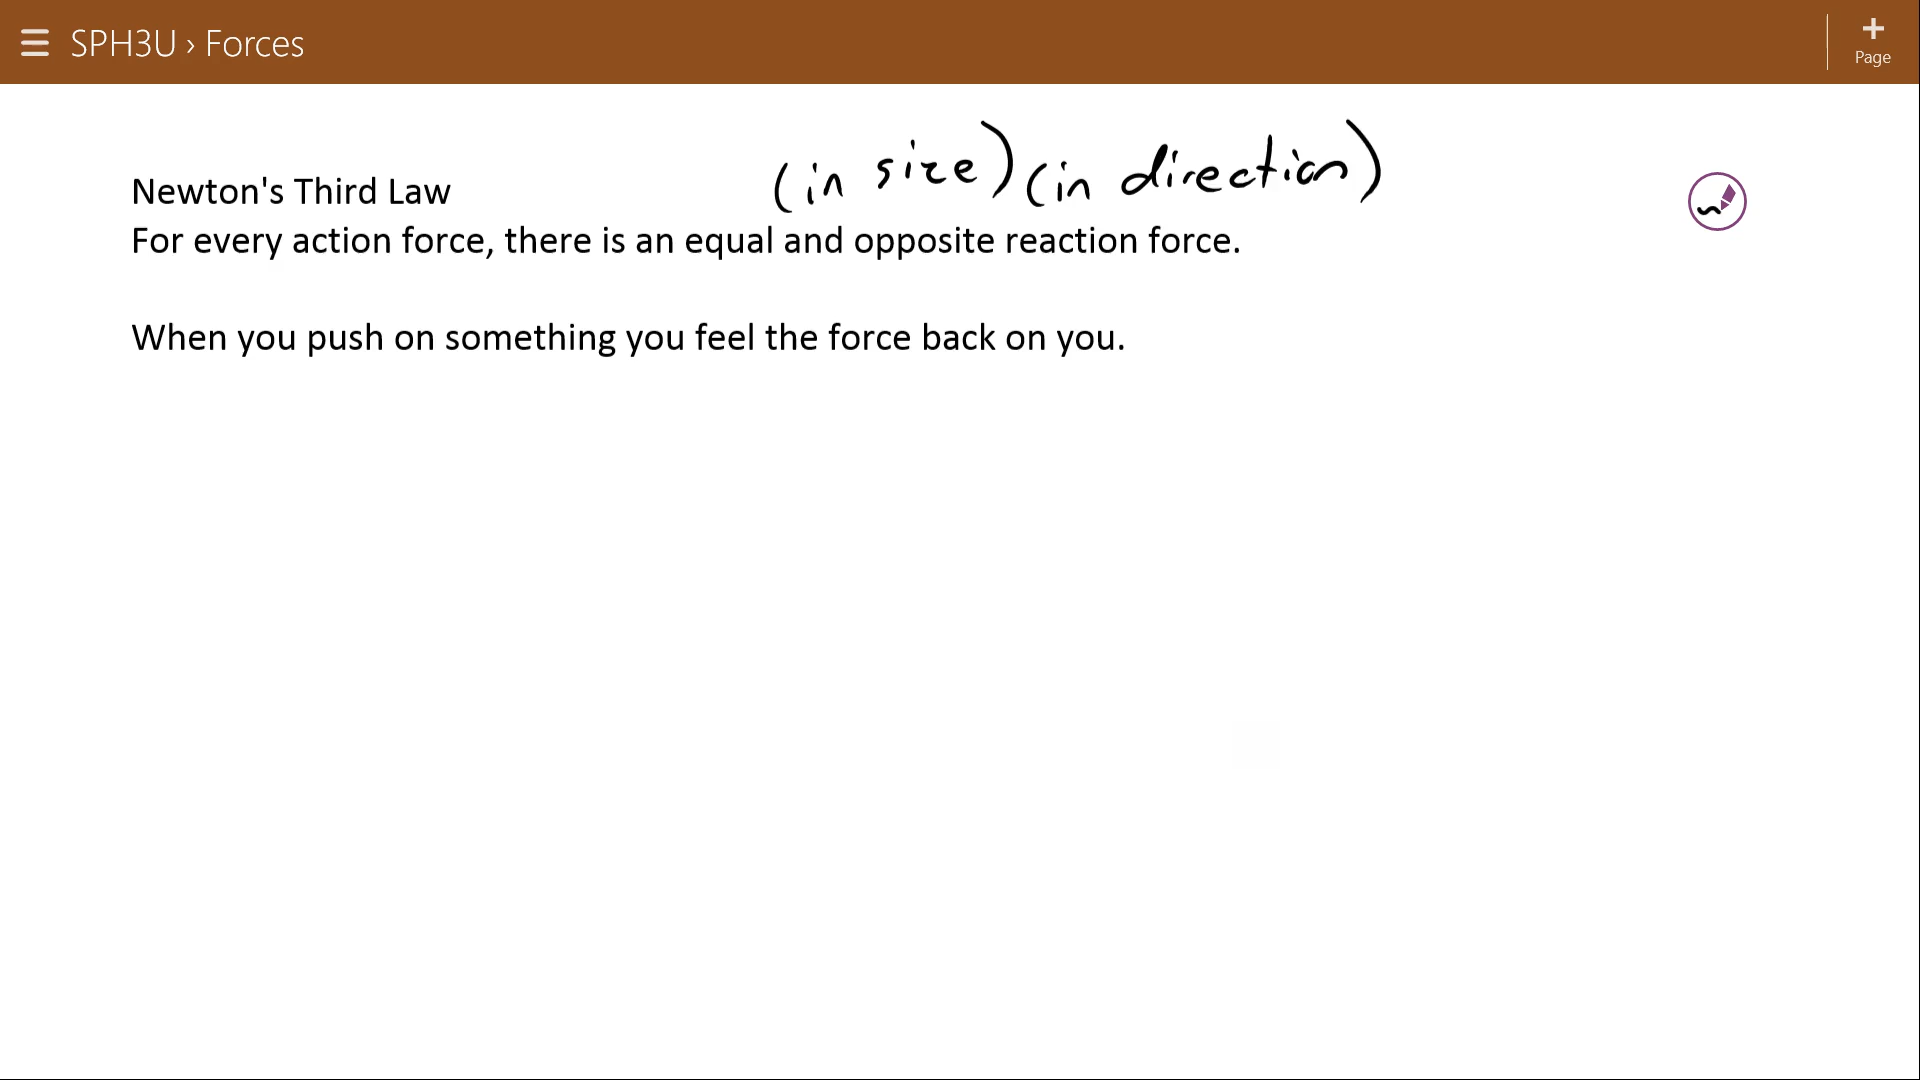 SPH3U › Forces
+
Page
(in size) (in direction)
Newton's Third Law
For every action force, there is an equal and opposite reaction force.
When you push on something you feel the force back on you.